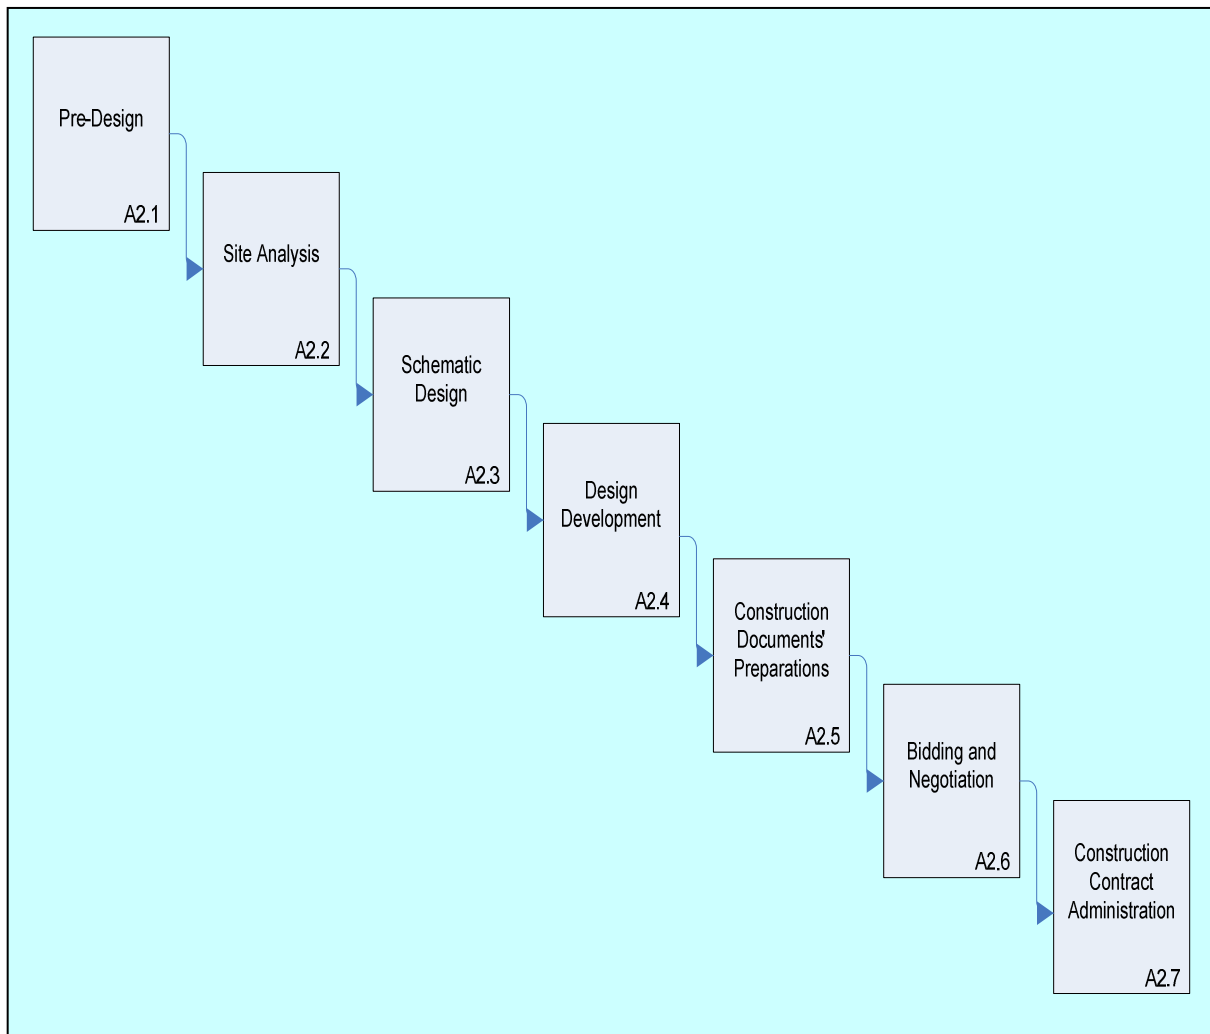 Pre-Design
A2.1
Site Analysis
A2.2
Schematic
Design
A2.3
Design
Development
A2.4
Construction
Documents'
Preparations
A2.5
Bidding and
Negotiation
A2.6
Construction
Contract
Administration
A2.7